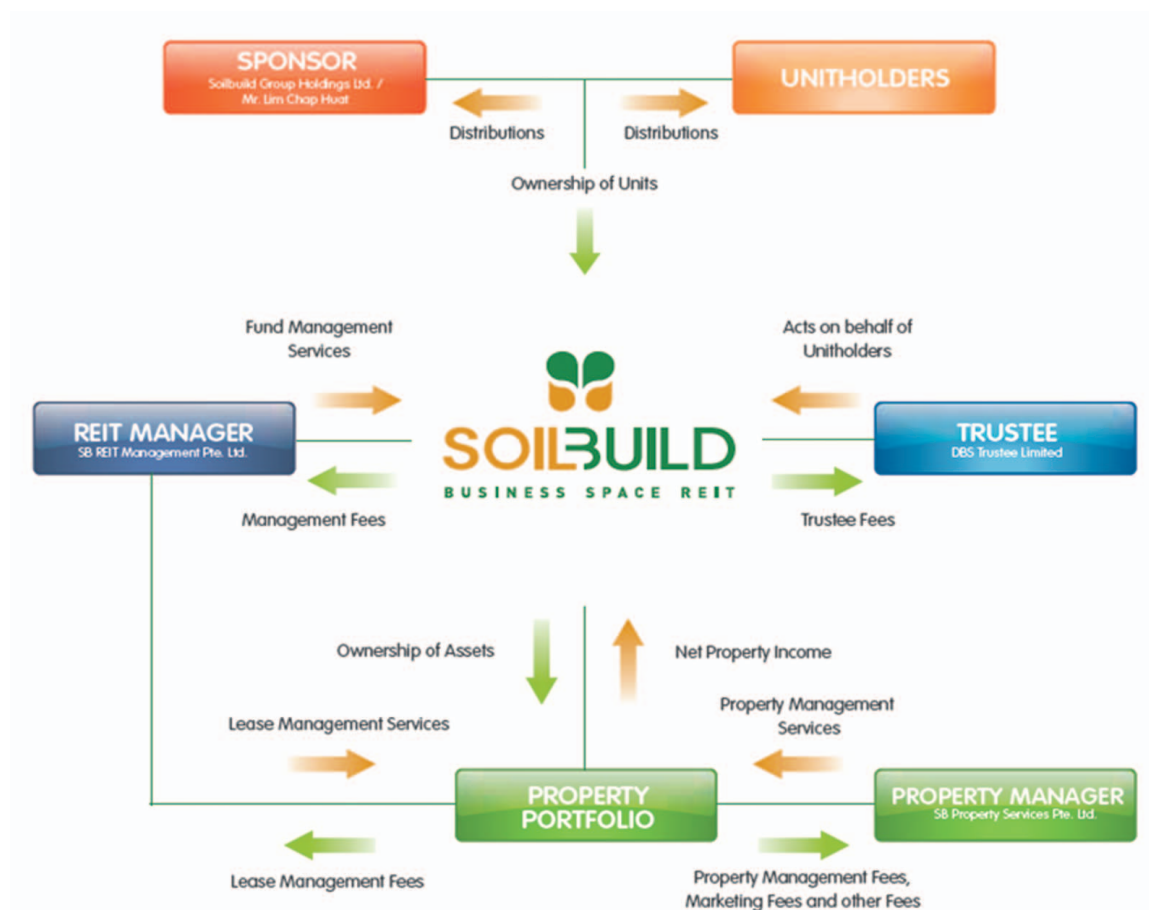 SPONSOR
Soilbuild Group Holdings Ltd. /
Mr. Lim Chap Huat
UNITHOLDERS
Distributions
Distributions
Ownership of Units
Fund Management
Services
Acts on behalf of
Unitholders
REIT MANAGER
SB REIT Management Pte. Ltd.
SOILBUILD
BUSINESS SPACE REIT
TRUSTEE
DBS Trustee Limited
Management Fees
Trustee Fees
Ownership of Assets
Net Property Income
Lease Management Services
Property Management
Services
PROPERTY
PORTFOLIO
PROPERTY MANAGER
SB Property Services Pte. Ltd.
Lease Management Fees
Property Management Fees,
Marketing Fees and other Fees